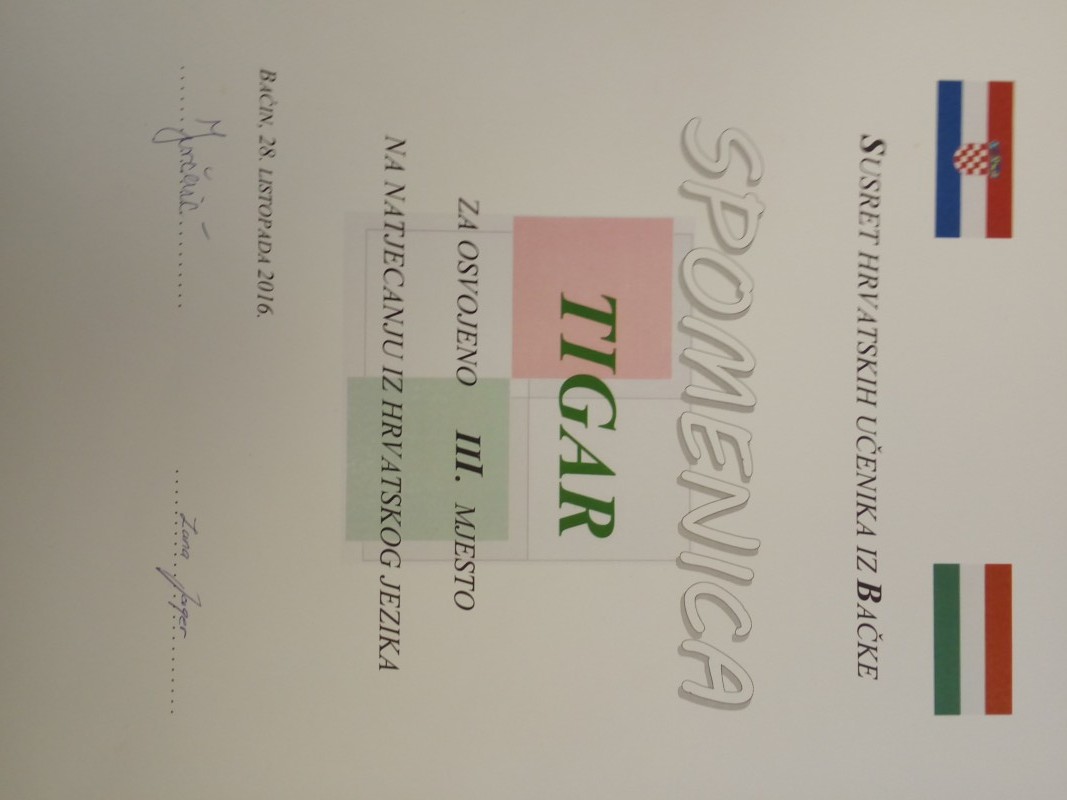 SUSRET HRVATSKIH UČENIKA IZ BAČKE
SPOMENICA
TIGAR
ZA OSVOJENO III. MJESTO
NA NATJECANJU IZ HRVATSKOG JEZIKA
BAČIN, 28. LISTOPADA 2016.